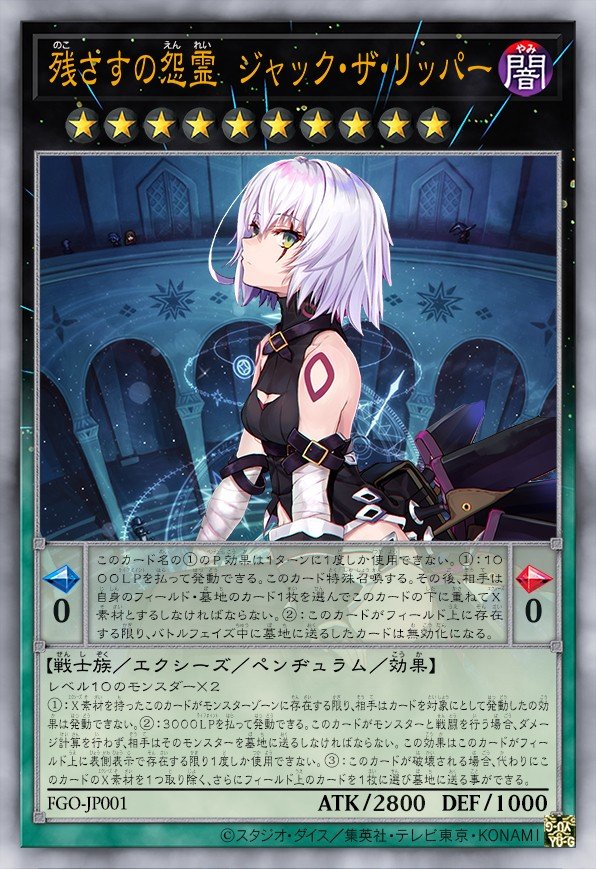 残さすの怨霊 ジャック・ザ・リッパー 闇
このカード名の①のP効果は1ターンに1度しか使用できない。①:10
00LPを払って発動できる。このカード特殊召喚する。その後、相手は
自身のフィールド・墓地のカード1枚を選んでこのカードの下に重ねてX
素材とするしなければならない。②:このカードがフィールド上に存在
する限り、バトルフェイズ中に墓地に送るしたカードは無効化になる。
0
0
【戦士族/エクシーズ/ペンヂュラム/効果】
レベル10のモンスダー×2
①:X素材を持ったこのカードがモンスターゾーンに存在する限り、相手はカードを対象にとして発動したの効
果は発動できない。②:3000LPを払って発動できる。このカードがモンスターと戦闘を行う場合、ダメー
ジ計算を行わず、相手はそのモンスターを墓地に送るしなければならない。この効果はこのカードがフィー
ルド上に表側表示で存在する限り1度しか使用できない。③:このカードが破壊される場合、代わりにこ
のカードのX素材を1つ取り除く、さらにフィールド上のカードを1枚に選び墓地に送る事ができる。
FGO-JP001
ATK/2800 DEF/1000
©スタジオ・ダイス/集英社・テレビ東京・KONAMI